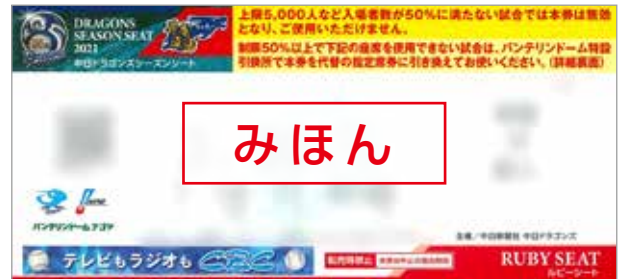 85
DRAGONS
SEASON SEAT
2021
中日ドラゴンズシーズンシート
上限5,000人など入場者数が50%に満たない試合では本券は無効
となり、ご使用いただけません。
制限50%以上で下記の座席を使用できない試合は、バンテリンドーム特設
引換所で本券を代替の指定席券に引き換えてお使いください。(詳細裏面)
みほん
バンテリンドーム ナゴヤ
主催/中日新聞社 中日ドラゴンズ
テレビもラジオも CBC
転売禁止
RUBY SEAT
ルビーシート